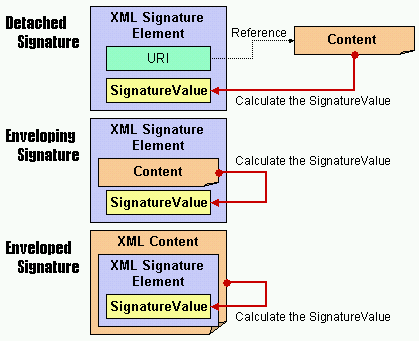 Detached
Signature
XML Signature
Element
URI
SignatureValue
Reference
Content
Calculate the SignatureValue
Enveloping
Signature
XML Signature
Element
Content
SignatureValue
Calculate the SignatureValue
Enveloped
Signature
XML Content
XML Signature
Element
SignatureValue
Calculate the SignatureValue